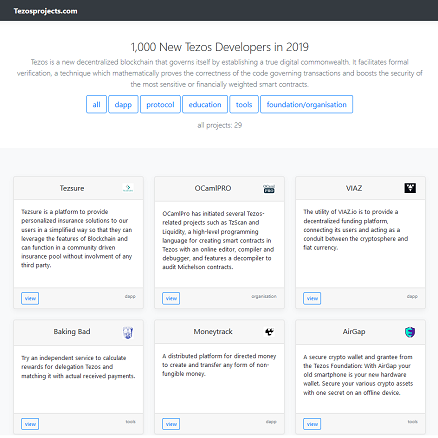 Tezosprojects.com
1,000 New Tezos Developers in 2019
Tezos is a new decentralized blockchain that governs itself by establishing a true digital commonwealth. It facilitates formal
verification, a technique which mathematically proves the correctness of the code governing transactions and boosts the security of
the most sensitive or financially weighted smart contracts.
all dapp protocol education tools foundation/organisation
all projects: 29
Tezsure
Tezsure is a platform to provide
personalized insurance solutions to our
users in a simplified way so that they can
leverage the features of Blockchain and
can function in a community driven
insurance pool without involvment of any
third party.
view dapp
OCamlPRO
OCaml
PRO
OCamlPro has initiated several Tezos-
related projects such as TzScan and
Liquidity, a high-level programming
language for creating smart contracts in
Tezos with an online editor, compiler and
debugger, and features a decompiler to
audit Michelson contracts.
view organisation
VIAZ
The utility of VIAZ.io is to provide a
decentralized funding platform,
connecting its users and acting as a
conduit between the cryptosphere and
fiat currency.
view dapp
Baking Bad
Try an independent service to calculate
rewards for delegation Tezos and
matching it with actual received payments.
view tools
Moneytrack
A distributed platform for directed money
to create and transfer any form of non-
fungible money.
view dapp
AirGap
A secure crypto wallet and grantee from
the Tezos Foundation: With AirGap your
old smartphone is your new hardware
wallet. Secure your various crypto assets
with one secret on an offline device.
view tools